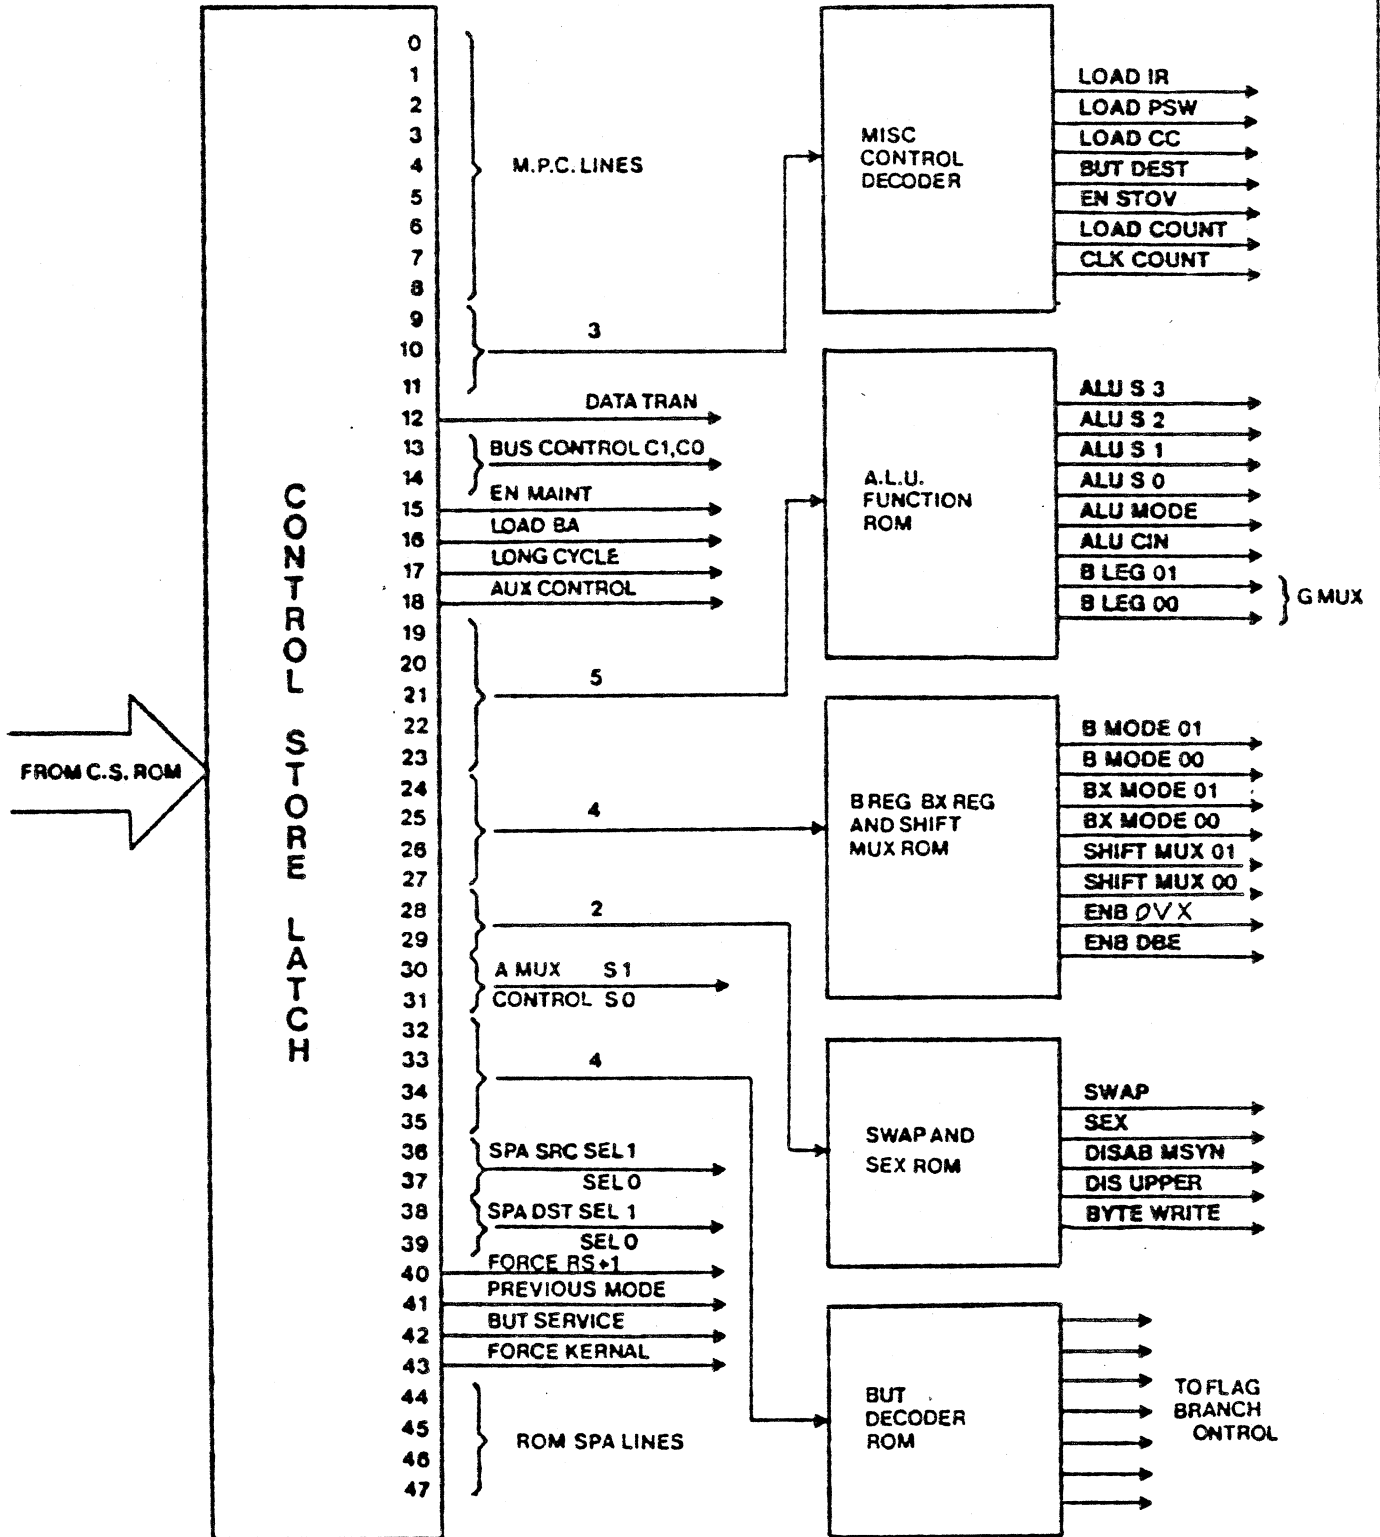 CONTROL STORE LATCH
FROM C.S. ROM
0
1
2
3
4
5
6
7
8
9
10
11
12
13
14
15
16
17
18
19
20
21
22
23
24
25
26
27
28
29
30
31
32
33
34
35
36
37
38
39
40
41
42
43
44
45
46
47
M.P.C. LINES
3
DATA TRAN
BUS CONTROL C1,C0
EN MAINT
LOAD BA
LONG CYCLE
AUX CONTROL
5
4
2
A MUX S1
CONTROL S0
4
SPA SRC SEL 1
SEL 0
SPA DST SEL 1
SEL 0
FORCE RS+1
PREVIOUS MODE
BUT SERVICE
FORCE KERNAL
ROM SPA LINES
MISC
CONTROL
DECODER
LOAD IR
LOAD PSW
LOAD CC
BUT DEST
EN STOV
LOAD COUNT
CLK COUNT
A.L.U.
FUNCTION
ROM
ALU S 3
ALU S 2
ALU S 1
ALU S 0
ALU MODE
ALU CIN
B LEG 01
B LEG 00
G MUX
B REG BX REG
AND SHIFT
MUX ROM
B MODE 01
B MODE 00
BX MODE 01
BX MODE 00
SHIFT MUX 01
SHIFT MUX 00
ENB OVX
ENB DBE
SWAP AND
SEX ROM
SWAP
SEX
DISAB MSYN
DIS UPPER
BYTE WRITE
BUT
DECODER
ROM
TO FLAG
BRANCH
ONTROL